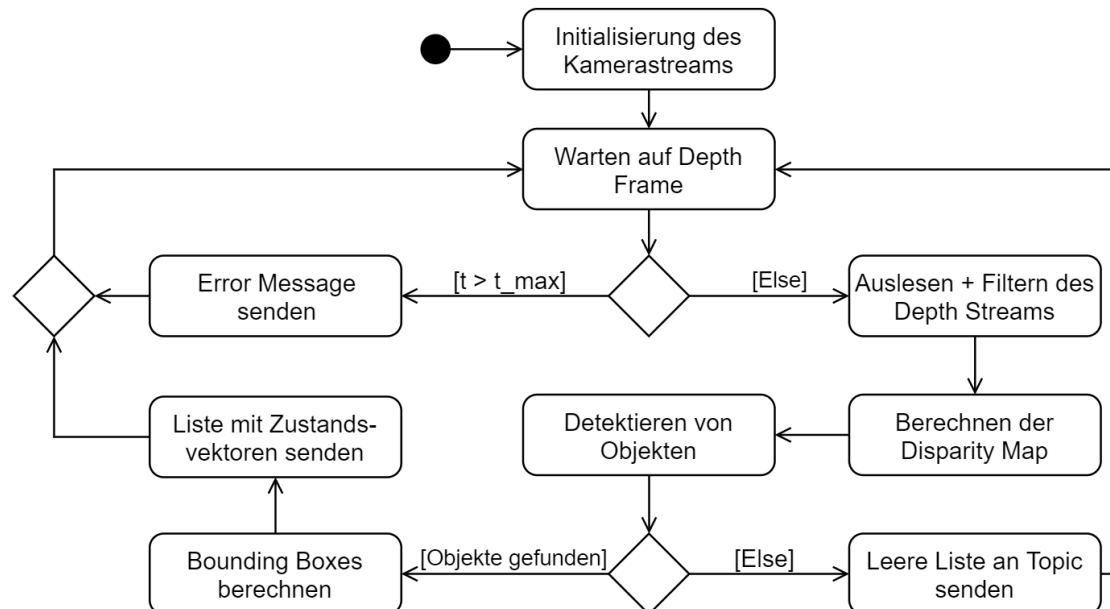 Initialisierung des
Kamerastreams
Warten auf Depth
Frame
Error Message
senden
[t > t_max]
[Else]
Auslesen + Filtern des
Depth Streams
Liste mit Zustands-
vektoren senden
Detektieren von
Objekten
Berechnen der
Disparity Map
Bounding Boxes
berechnen
[Objekte gefunden]
[Else]
Leere Liste an Topic
senden